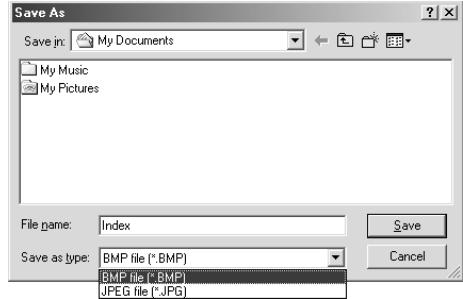 Save As
Save in: My Documents
My Music
My Pictures
File name: Index Save
Save as type: BMP file (*.BMP) Cancel
BMP file (*.BMP)
JPEG file (*.JPG)